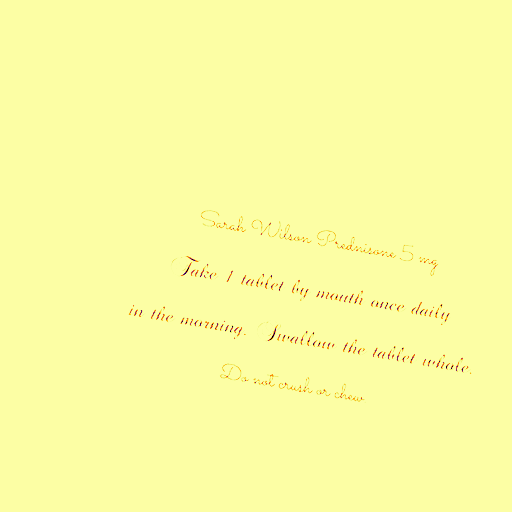 Sarah Wilson Prednisone 5 mg
Take 1 tablet by mouth once daily
in the morning. Swallow the tablet whole.
Do not crush or chew